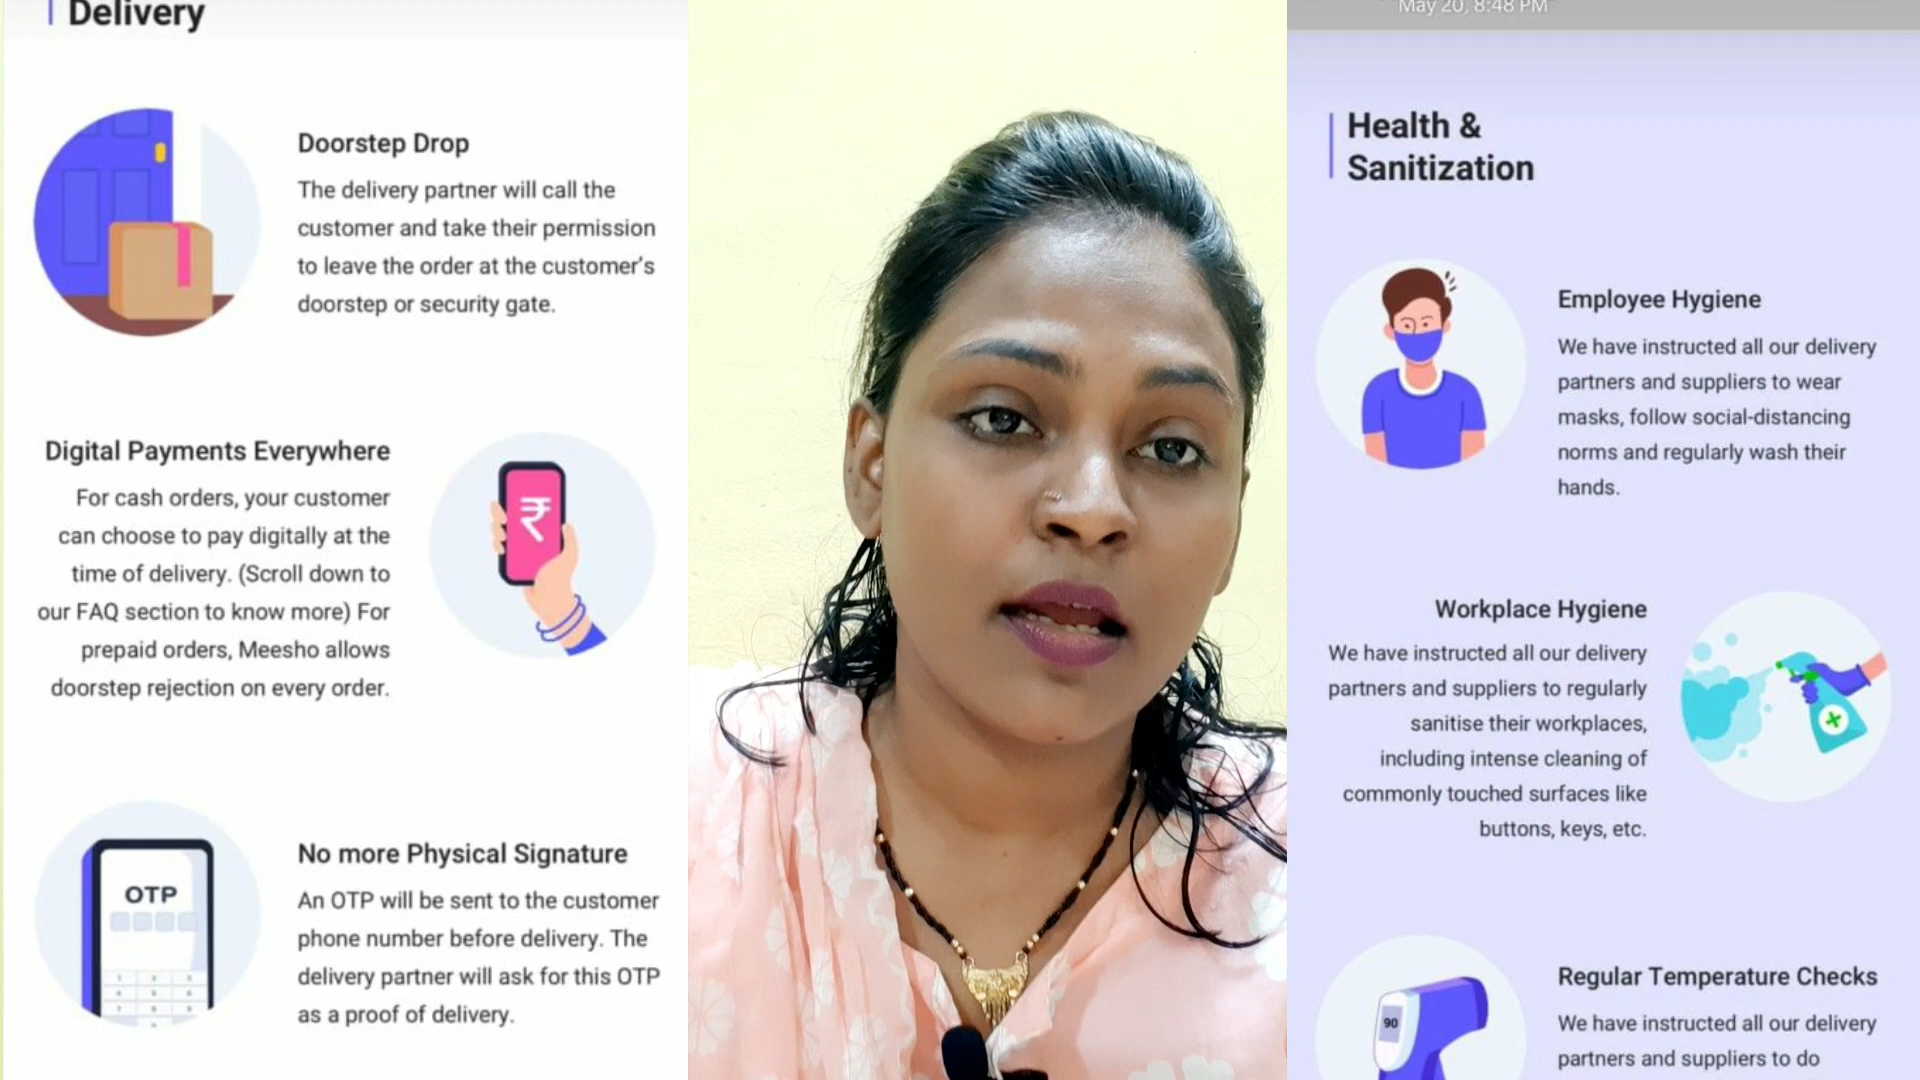 Delivery
Doorstep Drop
The delivery partner will call the
customer and take their permission
to leave the order at the customer's
doorstep or security gate.
Digital Payments Everywhere
For cash orders, your customer
can choose to pay digitally at the
time of delivery. (Scroll down to
our FAQ section to know more) For
prepaid orders, Meesho allows
doorstep rejection on every order.
₹
OTP
No more Physical Signature
An OTP will be sent to the customer
phone number before delivery. The
delivery partner will ask for this OTP
as a proof of delivery.
May 20, 8:48 PM
Health &
Sanitization
Employee Hygiene
We have instructed all our delivery
partners and suppliers to wear
masks, follow social-distancing
norms and regularly wash their
hands.
Workplace Hygiene
We have instructed all our delivery
partners and suppliers to regularly
sanitise their workplaces,
including intense cleaning of
commonly touched surfaces like
buttons, keys, etc.
Regular Temperature Checks
90
We have instructed all our delivery
partners and suppliers to do